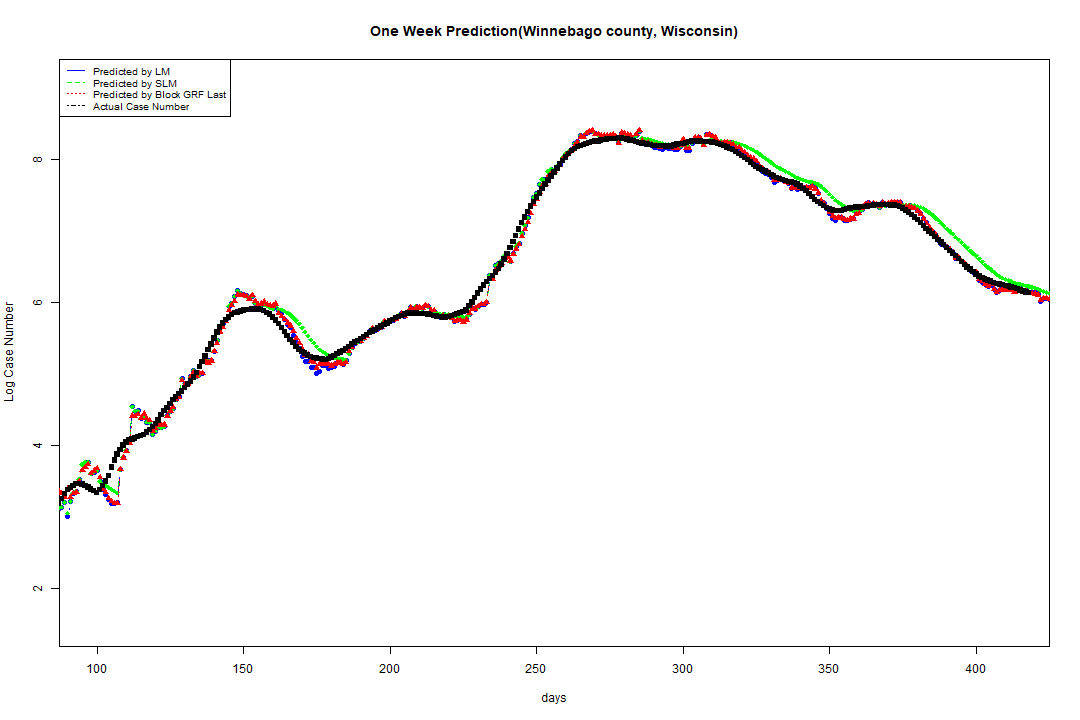 One Week Prediction(Winnebago county, Wisconsin)
Predicted by LM
Predicted by SLM
Predicted by Block GRF Last
Actual Case Number
8
6
4
2
Log Case Number
100 150 200 250 300 350 400
days